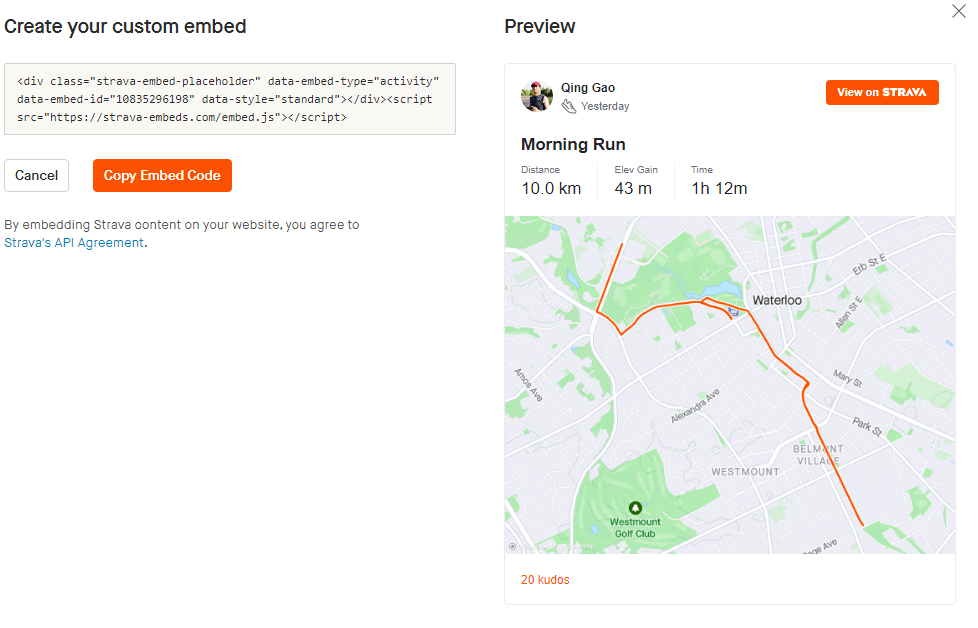 Create your custom embed
<div class="strava-embed-placeholder" data-embed-type="activity"
data-embed-id="10835296198" data-style="standard"></div><script
src="https://strava-embeds.com/embed.js"></script>
Cancel
Copy Embed Code
By embedding Strava content on your website, you agree to
Strava's API Agreement.
Preview
Qing Gao
Yesterday
View on STRAVA
Morning Run
Distance
Elev Gain
Time
10.0 km
43 m
1h 12m
Waterloo
Erb St E
Allen St E
Amos Ave
Alexandra Ave
Mary St
Park St
BELMONT
VILLAGE
WESTMOUNT
Westmount
Golf Club
20 kudos